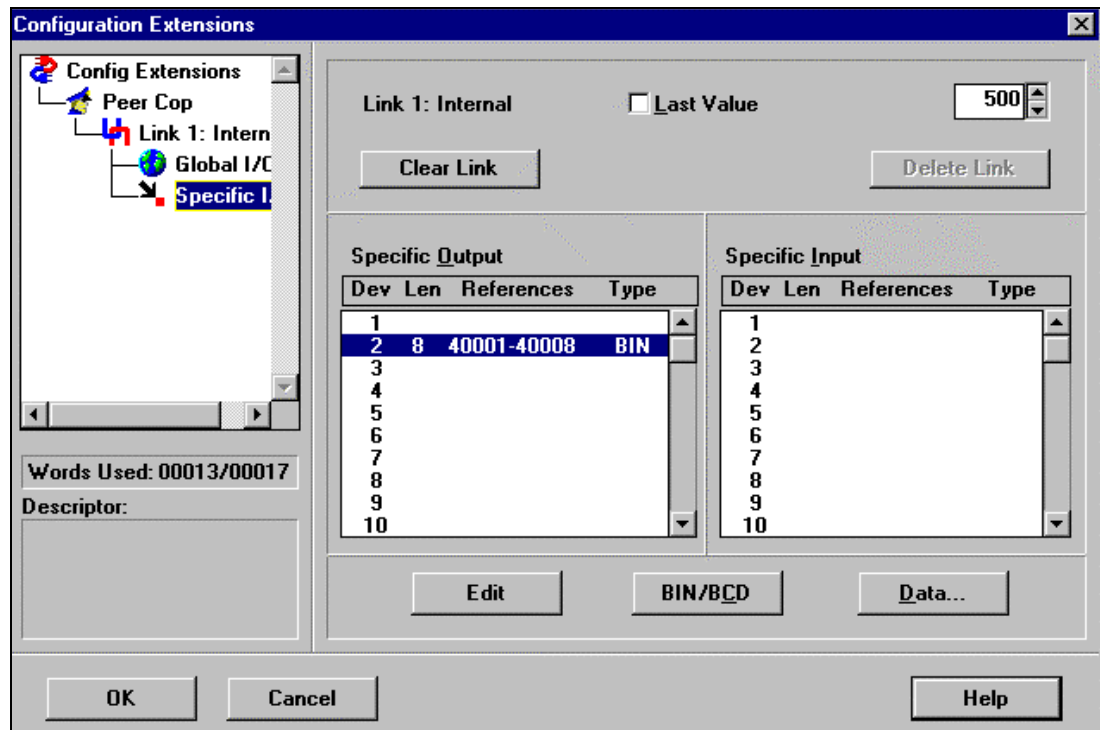 Configuration Extensions
Config Extensions
Peer Cop
Link 1: Intern
Global I/O
Specific I.
Words Used: 00013/00017
Descriptor:
Link 1: Internal
Last Value
500
Clear Link
Delete Link
Specific Output
Dev Len References Type
1
2 8 40001-40008 BIN
3
4
5
6
7
8
9
10
Specific Input
Dev Len References Type
1
2
3
4
5
6
7
8
9
10
Edit
BIN/BCD
Data...
OK
Cancel
Help